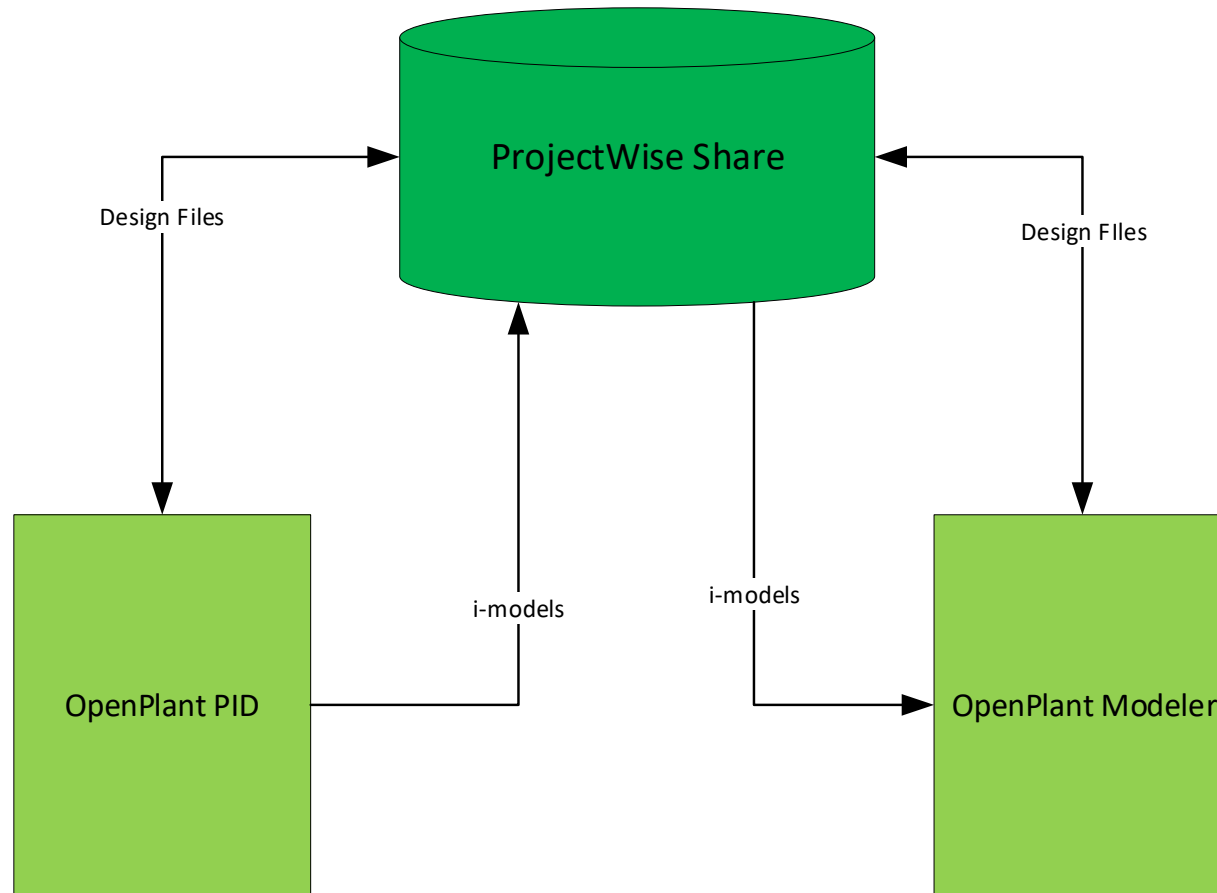 ProjectWise Share
Design Files
Design FIles
i-models
i-models
OpenPlant PID
OpenPlant Modeler